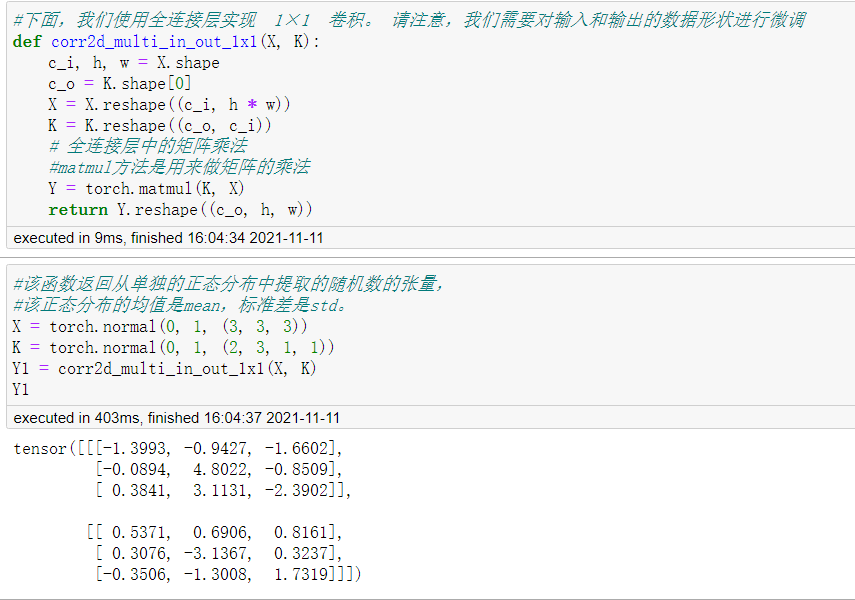 #下面，我们使用全连接层实现  1×1  卷积。 请注意，我们需要对输入和输出的数据形状进行微调
def corr2d_multi_in_out_1x1(X, K):
    c_i, h, w = X.shape
    c_o = K.shape[0]
    X = X.reshape((c_i, h * w))
    K = K.reshape((c_o, c_i))
    # 全连接层中的矩阵乘法
    #matmul方法是用来做矩阵的乘法
    Y = torch.matmul(K, X)
    return Y.reshape((c_o, h, w))
executed in 9ms, finished 16:04:34 2021-11-11
#该函数返回从单独的正态分布中提取的随机数的张量，
#该正态分布的均值是mean，标准差是std。
X = torch.normal(0, 1, (3, 3, 3))
K = torch.normal(0, 1, (2, 3, 1, 1))
Y1 = corr2d_multi_in_out_1x1(X, K)
Y1
executed in 403ms, finished 16:04:37 2021-11-11
tensor([[[-1.3993, -0.9427, -1.6602],
         [-0.0894,  4.8022, -0.8509],
         [ 0.3841,  3.1131, -2.3902]],

        [[ 0.5371,  0.6906,  0.8161],
         [ 0.3076, -3.1367,  0.3237],
         [-0.3506, -1.3008,  1.7319]]])